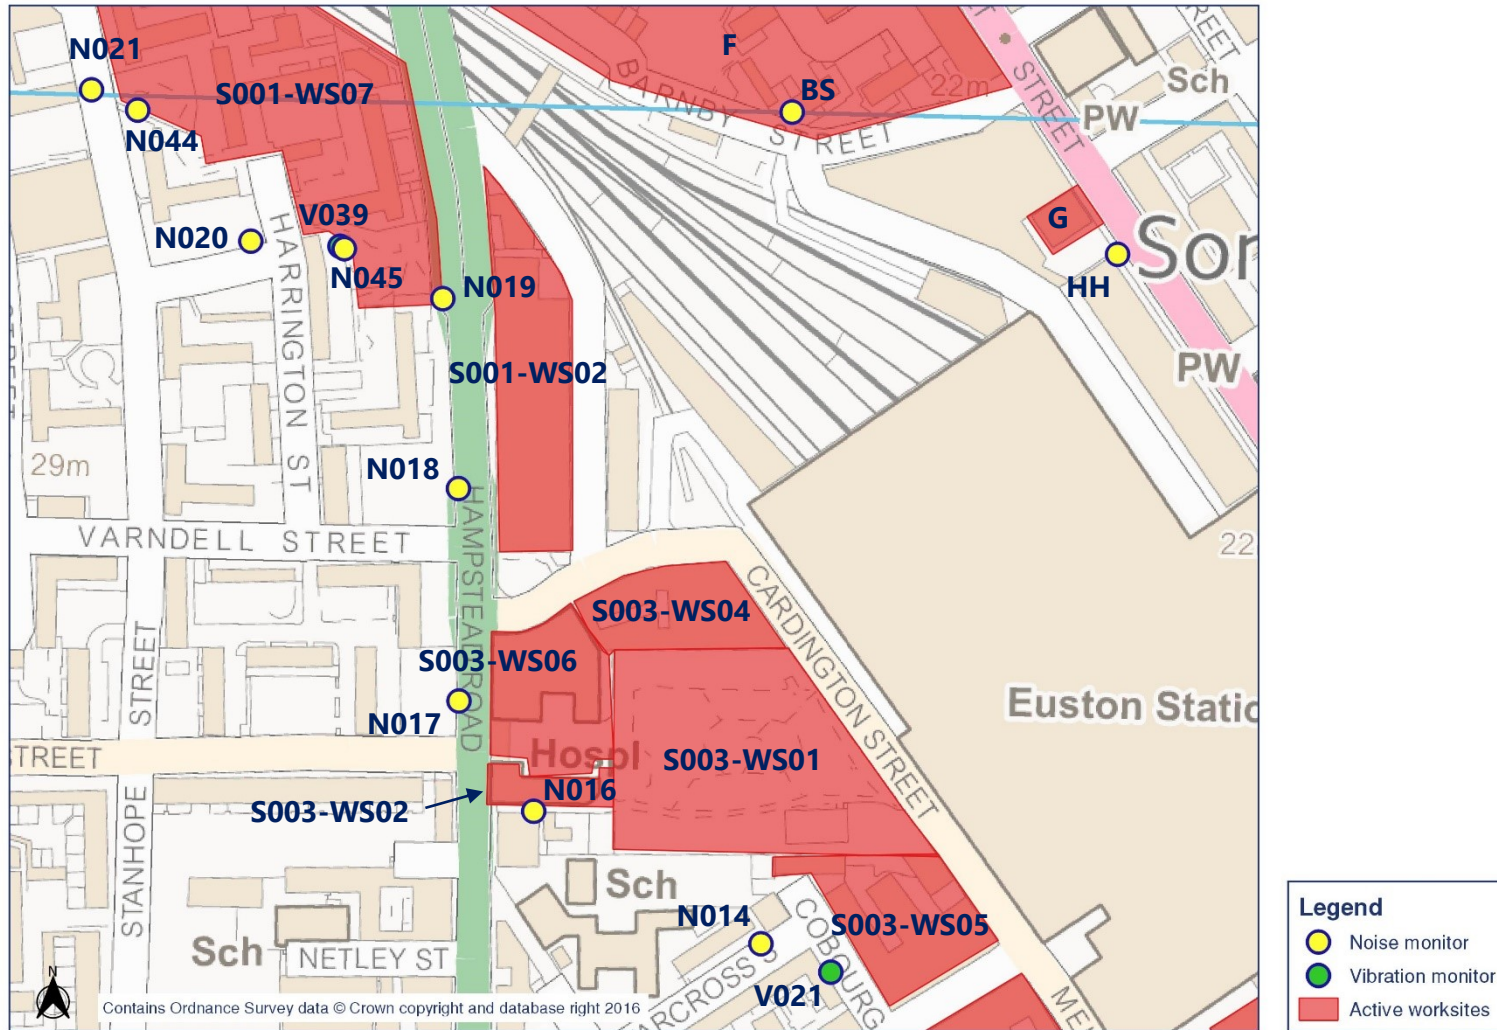 N021
F
S001-WS07
BS
22m
Sch
STREET
PW
STREET
BARNBY STREET
N044
V039
N020
G
HARRINGTON ST
N045
N019
HH
S001-WS02
PW
29m
N018
VARNDELL STREET
HAMPSTEAD ROAD
22
CARDINGTON STREET
S003-WS04
S003-WS06
STANHOPE STREET
N017
Euston Static
STREET
Hospl
S003-WS01
N016
S003-WS02
Sch
N014
COBOURG
S003-WS05
Sch
NETLEY ST
V021
Contains Ordnance Survey data © Crown copyright and database right 2016
N
Legend
Noise monitor
Vibration monitor
Active worksites